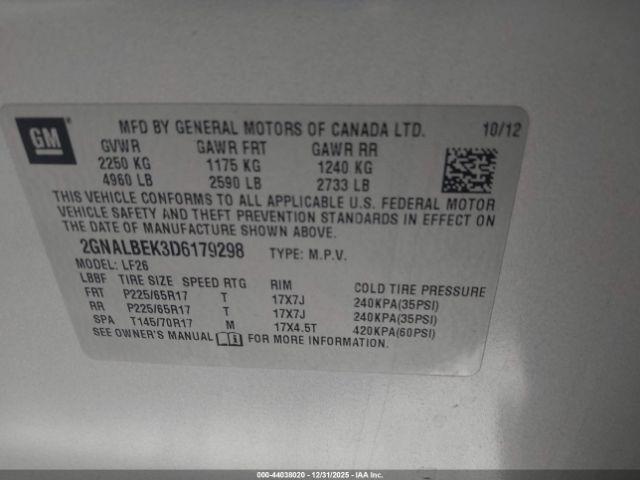 GM
MFD BY GENERAL MOTORS OF CANADA LTD. 10/12
GVWR GAWR FRT GAWR RR
2250 KG 1175 KG 1240 KG
4960 LB 2590 LB 2733 LB
THIS VEHICLE CONFORMS TO ALL APPLICABLE U.S. FEDERAL MOTOR
VEHICLE SAFETY AND THEFT PREVENTION STANDARDS IN EFFECT ON
THE DATE OF MANUFACTURE SHOWN ABOVE.
2GNALBEK3D6179298 TYPE: M.P.V.
MODEL: LF26
LBBF TIRE SIZE SPEED RTG RIM COLD TIRE PRESSURE
FRT P225/65R17 T 17X7J 240KPA(35PSI)
RR P225/65R17 T 17X7J 240KPA(35PSI)
SPA T145/70R17 M 17X4.5T 420KPA(60PSI)
SEE OWNER'S MANUAL FOR MORE INFORMATION.
000-44038020 - 12/31/2025 - IAAI.COM